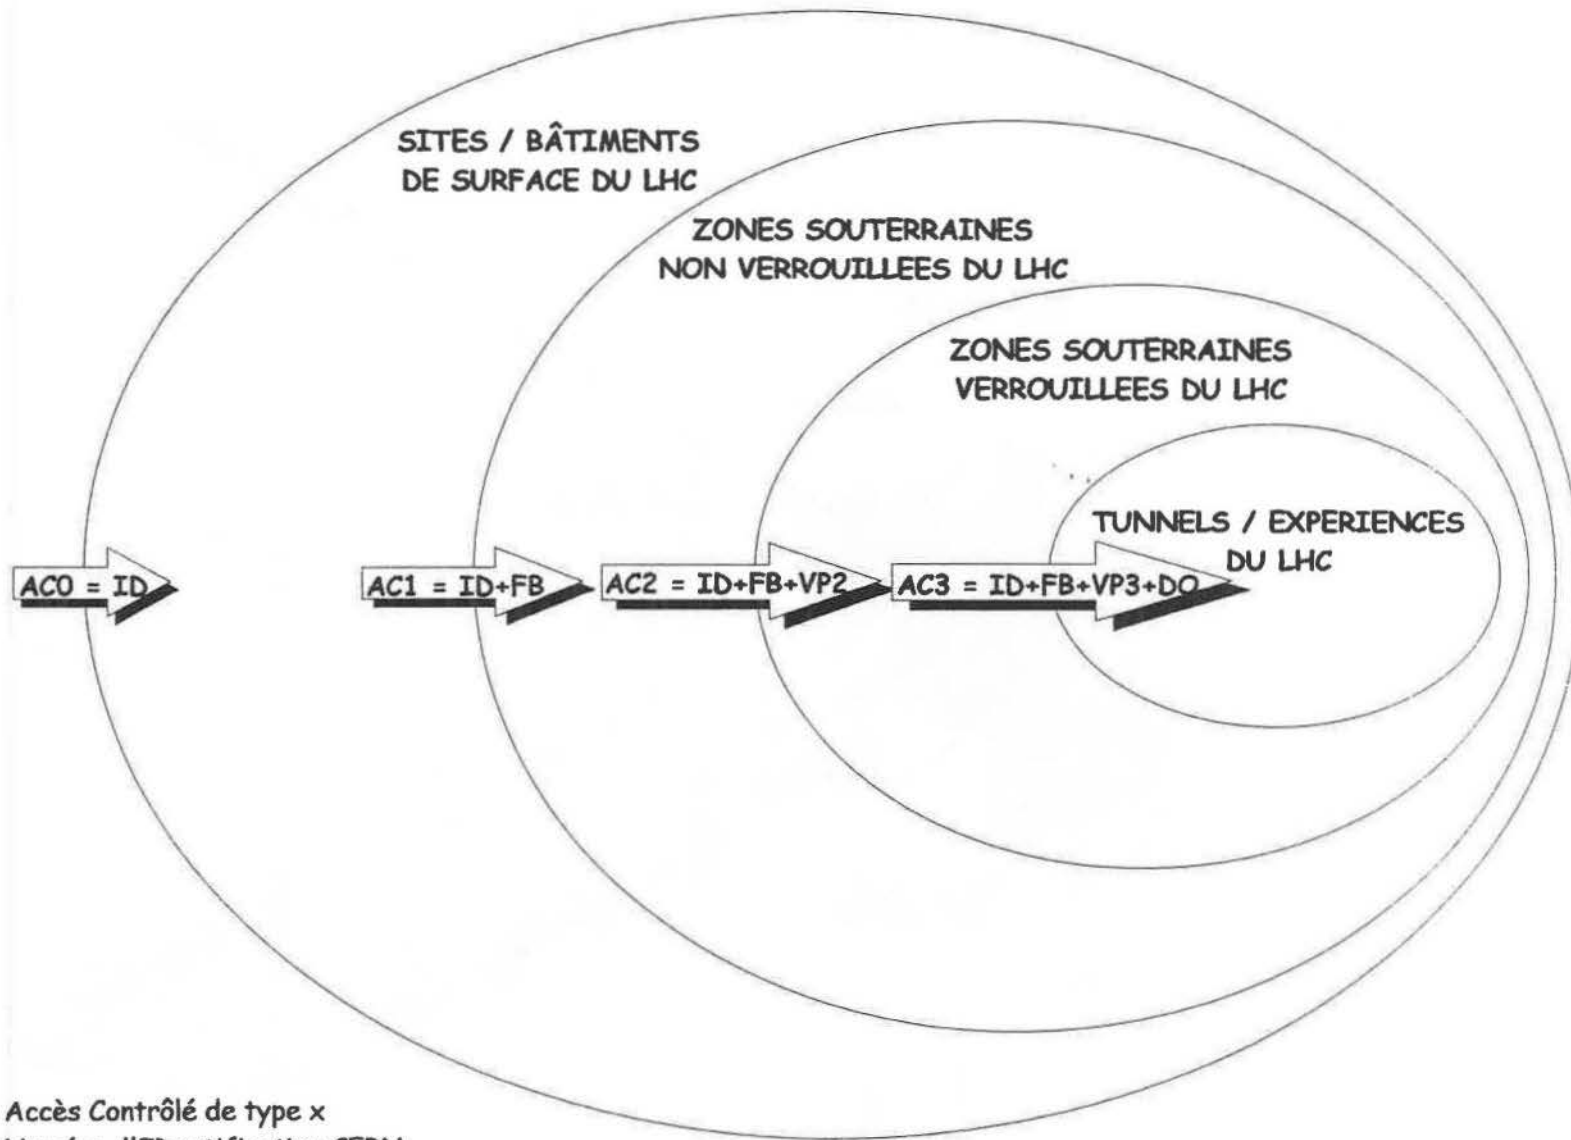 SITES / BÂTIMENTS
DE SURFACE DU LHC
ZONES SOUTERRAINES
NON VERROUILLEES DU LHC
ZONES SOUTERRAINES
VERROUILLEES DU LHC
TUNNELS / EXPERIENCES
DU LHC
AC0 = ID
AC1 = ID+FB
AC2 = ID+FB+VP2
AC3 = ID+FB+VP3+DO
Accès Contrôlé de type x